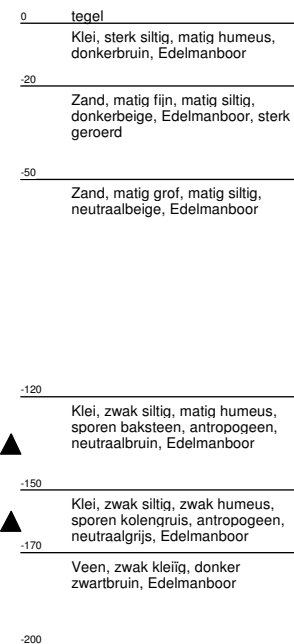 0 tegel
Klei, sterk siltig, matig humeus,
donkerbruin, Edelmanboor
-20
Zand, matig fijn, matig siltig,
donkerbeige, Edelmanboor, sterk
geroerd
-50
Zand, matig grof, matig siltig,
neutraalbeige, Edelmanboor
-120
Klei, zwak siltig, matig humeus,
sporen baksteen, antropogeen,
neutraalbruin, Edelmanboor
-150
Klei, zwak siltig, zwak humeus,
sporen kolengruis, antropogeen,
neutraalgrijs, Edelmanboor
-170
Veen, zwak kleiïg, donker
zwartbruin, Edelmanboor
-200